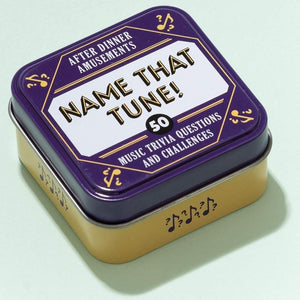 AFTER DINNER
AMUSEMENTS
NAME THAT
TUNE!
50
MUSIC TRIVIA QUESTIONS
AND CHALLENGES